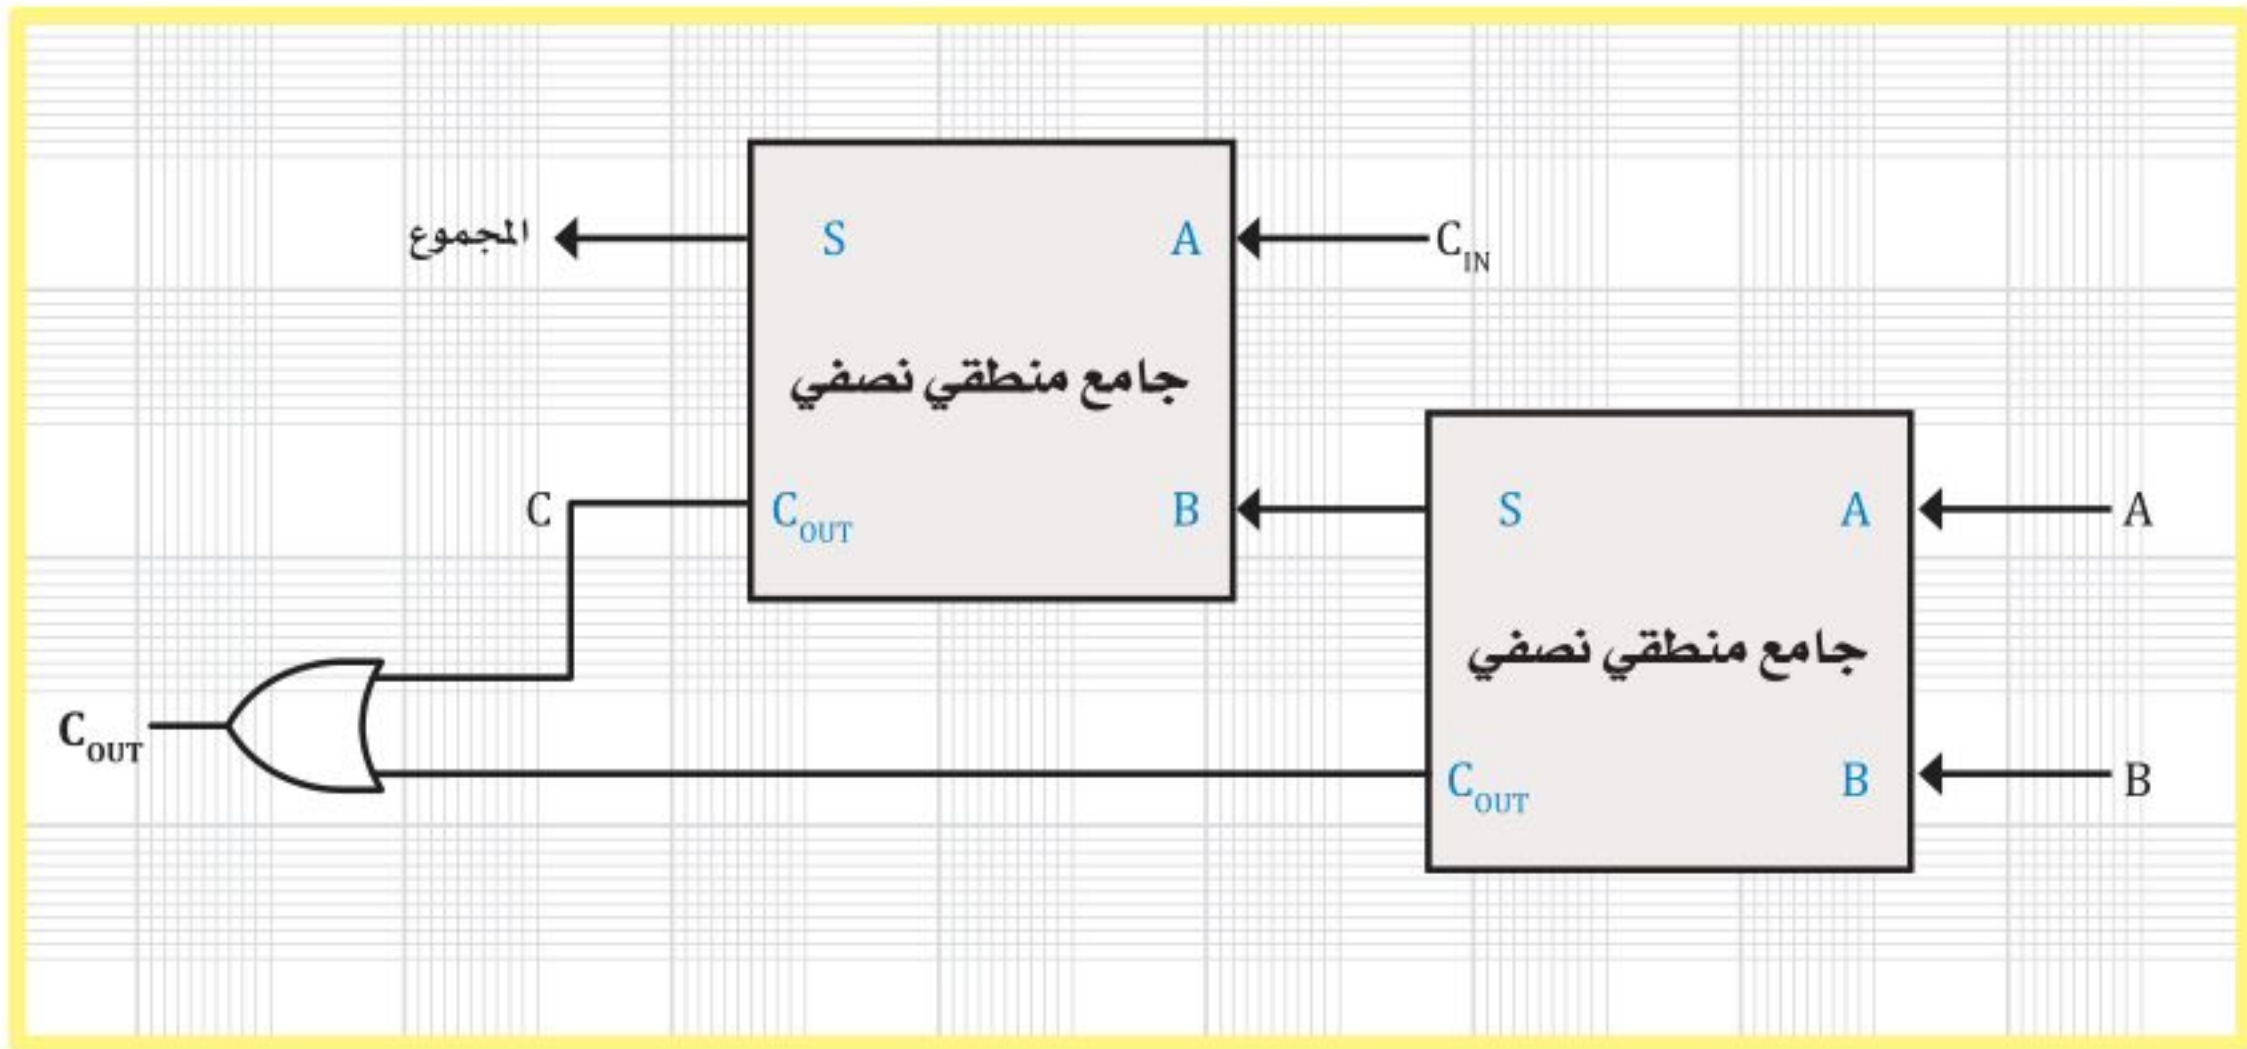 المجموع S A C_IN
جامع منطقي نصفي
C C_OUT B S A A
جامع منطقي نصفي
C_OUT
C_OUT B B